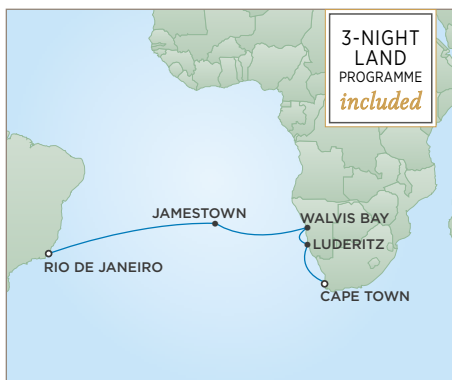 3-NIGHT
LAND
PROGRAMME
included
JAMESTOWN
WALVIS BAY
LUDERITZ
RIO DE JANEIRO
CAPE TOWN